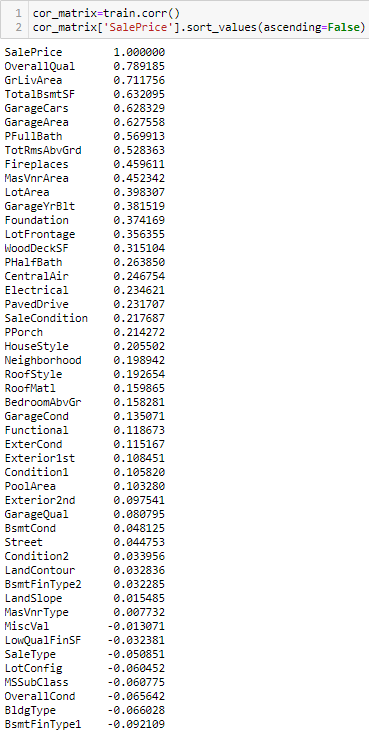 1 cor_matrix=train.corr()
2 cor_matrix['SalePrice'].sort_values(ascending=False)
SalePrice 1.000000
OverallQual 0.789185
GrLivArea 0.711756
TotalBsmtSF 0.632095
GarageCars 0.628329
GarageArea 0.627558
PFullBath 0.569913
TotRmsAbvGrd 0.528363
Fireplaces 0.459611
MasVnrArea 0.452342
LotArea 0.398307
GarageYrBlt 0.381519
Foundation 0.374169
LotFrontage 0.356355
WoodDeckSF 0.315104
PHalfBath 0.263850
CentralAir 0.246754
Electrical 0.234621
PavedDrive 0.231707
SaleCondition 0.217687
PPorch 0.214272
HouseStyle 0.205502
Neighborhood 0.198942
RoofStyle 0.192654
RoofMatl 0.159865
BedroomAbvGr 0.158281
GarageCond 0.135071
Functional 0.118673
ExterCond 0.115167
Exterior1st 0.108451
Condition1 0.105820
PoolArea 0.103280
Exterior2nd 0.097541
GarageQual 0.080795
BsmtCond 0.048125
Street 0.044753
Condition2 0.033956
LandContour 0.032836
BsmtFinType2 0.032285
LandSlope 0.015485
MasVnrType 0.007732
MiscVal -0.013071
LowQualFinSF -0.032381
SaleType -0.050851
LotConfig -0.060452
MSSubClass -0.060775
OverallCond -0.065642
BldgType -0.066028
BsmtFinType1 -0.092109